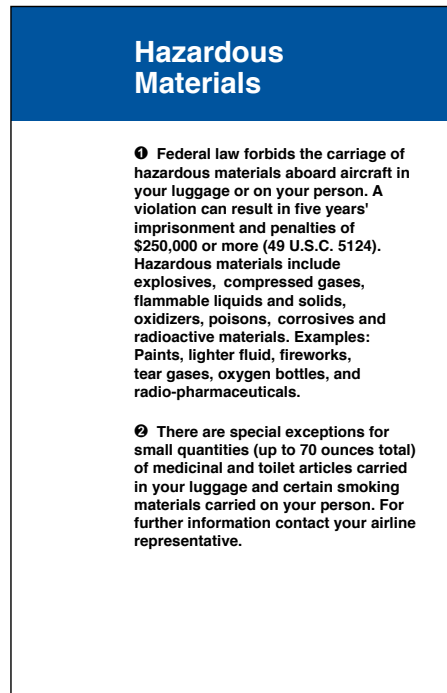 Hazardous
Materials
❶ Federal law forbids the carriage of
hazardous materials aboard aircraft in
your luggage or on your person. A
violation can result in five years'
imprisonment and penalties of
$250,000 or more (49 U.S.C. 5124).
Hazardous materials include
explosives, compressed gases,
flammable liquids and solids,
oxidizers, poisons, corrosives and
radioactive materials. Examples:
Paints, lighter fluid, fireworks,
tear gases, oxygen bottles, and
radio-pharmaceuticals.
❷ There are special exceptions for
small quantities (up to 70 ounces total)
of medicinal and toilet articles carried
in your luggage and certain smoking
materials carried on your person. For
further information contact your airline
representative.